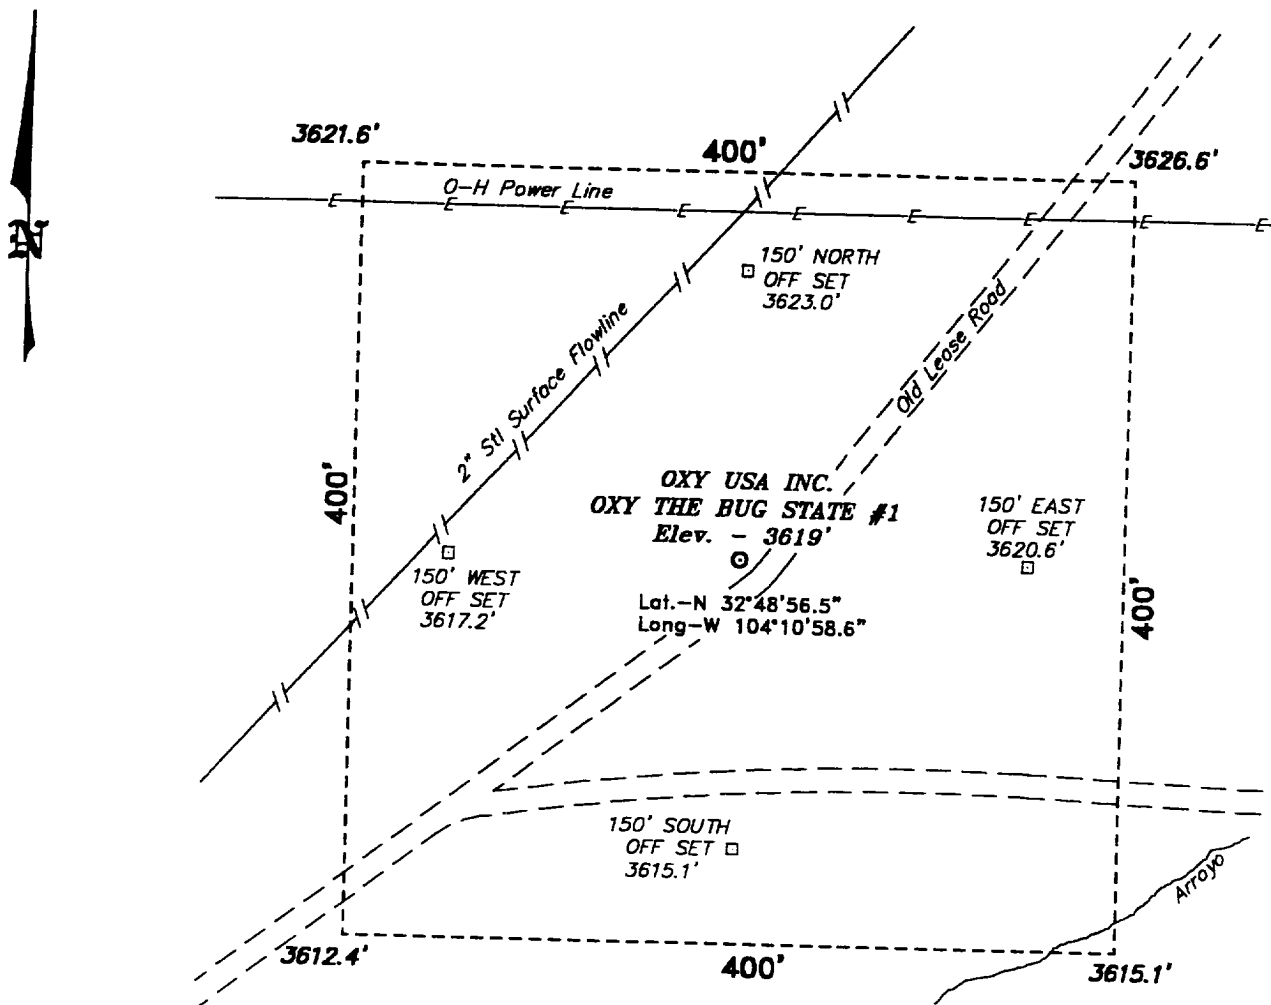 3621.6'
400'
3626.6'
O-H Power Line
E E E E E E E E E
N
150' NORTH
OFF SET
3623.0'
2" Stl Surface Flowline
Old Lease Road
400'
OXY USA INC.
OXY THE BUG STATE #1
Elev. - 3619'
150' EAST
OFF SET
3620.6'
150' WEST
OFF SET
3617.2'
Lat.-N 32°48'56.5"
Long-W 104°10'58.6"
400'
150' SOUTH
OFF SET
3615.1'
Arroyo
3612.4'
400'
3615.1'